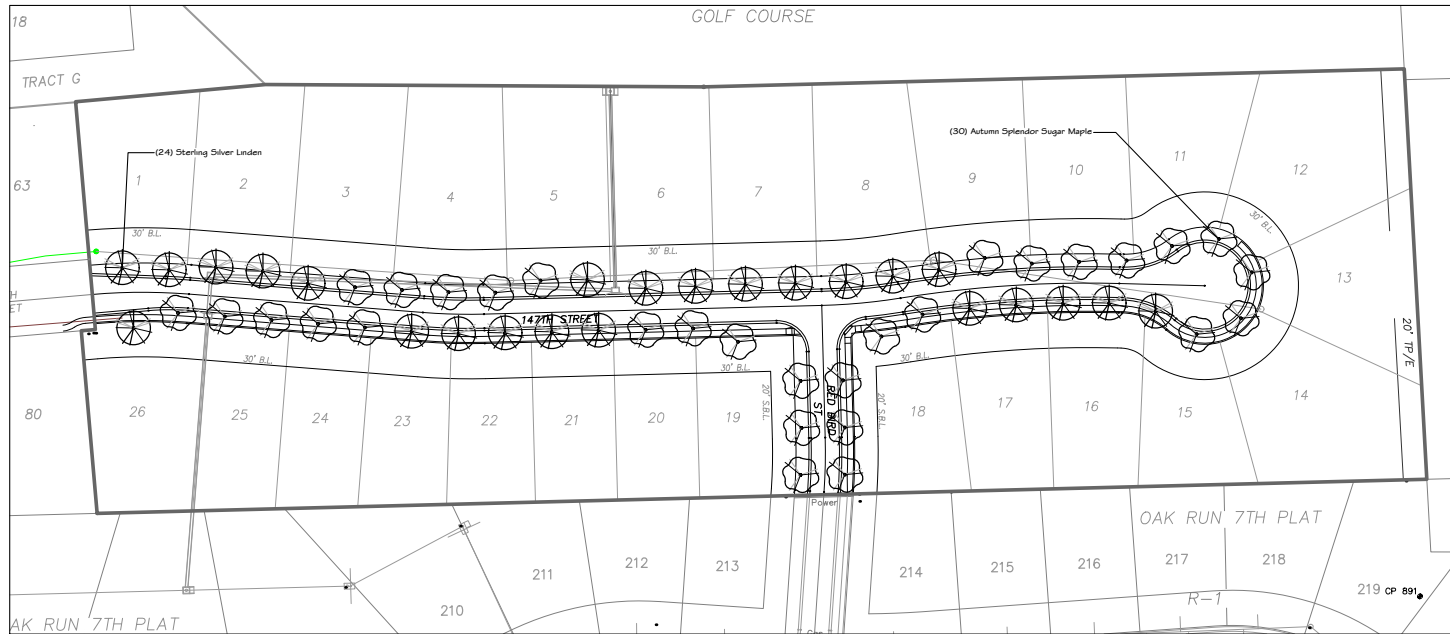 GOLF COURSE
18
TRACT G
(24) Sterling Silver Linden
(30) Autumn Splendor Sugar Maple
63
1
2
3
4
5
6
7
8
9
10
11
12
13
30' B.L.
30' B.L.
30' B.L.
147TH STREET
30' B.L.
30' B.L.
30' B.L.
20' S.B.L.
20' S.B.L.
RED BIRD
ST
20' TP/E
80
26
25
24
23
22
21
20
19
18
17
16
15
14
Power
OAK RUN 7TH PLAT
210
211
212
213
214
215
216
217
218
219
CP 891
R-1
AK RUN 7TH PLAT